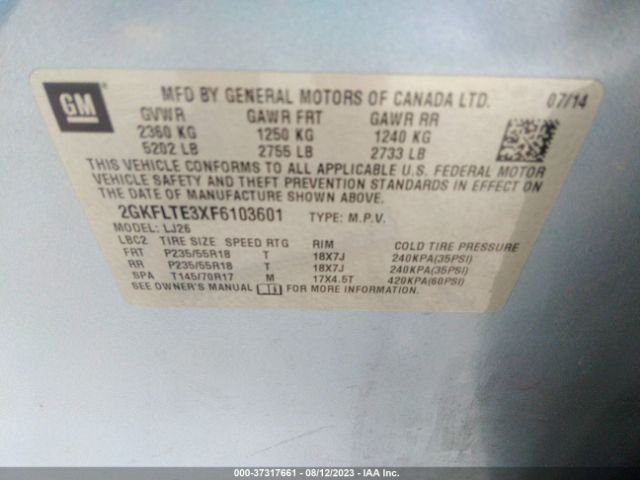 GM
MFD BY GENERAL MOTORS OF CANADA LTD. 07/14
GVWR GAWR FRT GAWR RR
2360 KG 1250 KG 1240 KG
5202 LB 2755 LB 2733 LB
THIS VEHICLE CONFORMS TO ALL APPLICABLE U.S. FEDERAL MOTOR
VEHICLE SAFETY AND THEFT PREVENTION STANDARDS IN EFFECT ON
THE DATE OF MANUFACTURE SHOWN ABOVE.
2GKFLTE3XF6103601 TYPE: M.P.V.
MODEL: LJ26
LBC2 TIRE SIZE SPEED RTG RIM COLD TIRE PRESSURE
FRT P235/55R18 T 18X7J 240KPA(35PSI)
RR P235/55R18 T 18X7J 240KPA(35PSI)
SPA T145/70R17 M 17X4.5T 420KPA(60PSI)
SEE OWNER'S MANUAL FOR MORE INFORMATION.
000-37317661 - 08/12/2023 - IAA Inc.